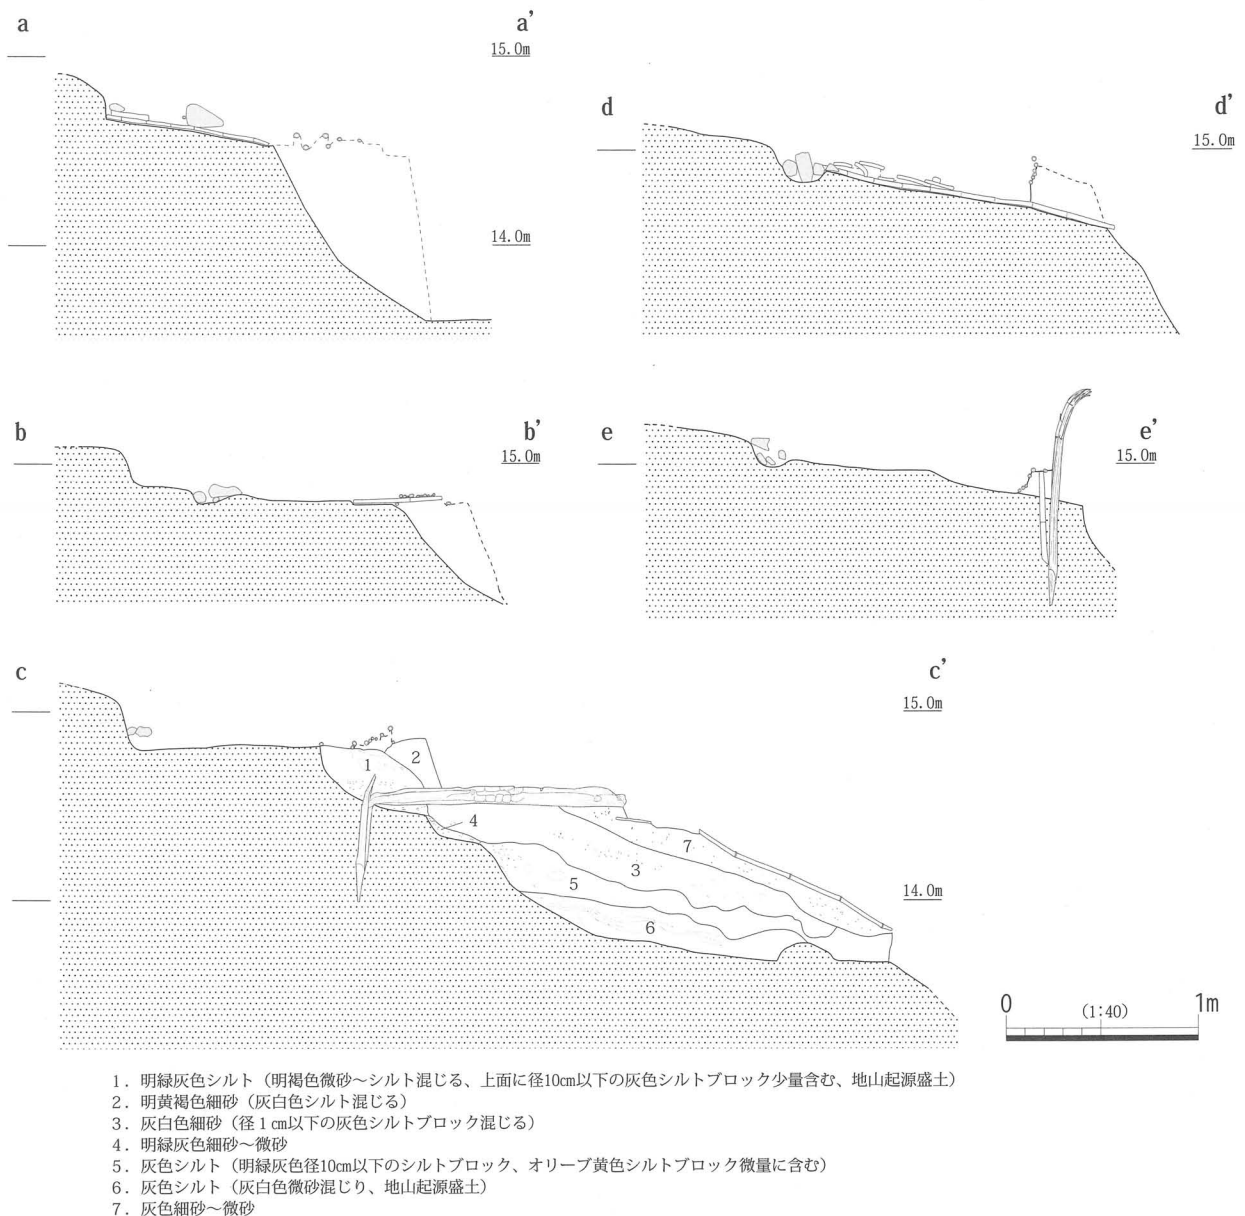 a a’
15.0m
14.0m
d d’
15.0m
b b’
15.0m
e e’
15.0m
c c’
15.0m
1
2
4
7
3
5
6
14.0m
0 (1:40) 1m
1．明緑灰色シルト（明褐色微砂～シルト混じる、上面に径10㎝以下の灰色シルトブロック少量含む、地山起源盛土）
2．明黄褐色細砂（灰白色シルト混じる）
3．灰白色細砂（径１㎝以下の灰色シルトブロック混じる）
4．明緑灰色細砂～微砂
5．灰色シルト（明緑灰色径10㎝以下のシルトブロック、オリーブ黄色シルトブロック微量に含む）
6．灰色シルト（灰白色微砂混じり、地山起源盛土）
7．灰色細砂～微砂